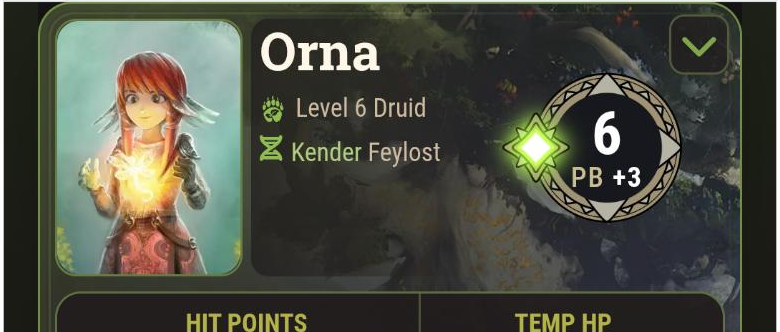 Orna
Level 6 Druid
Kender Feylost
6
PB +3
HIT POINTS
TEMP HP